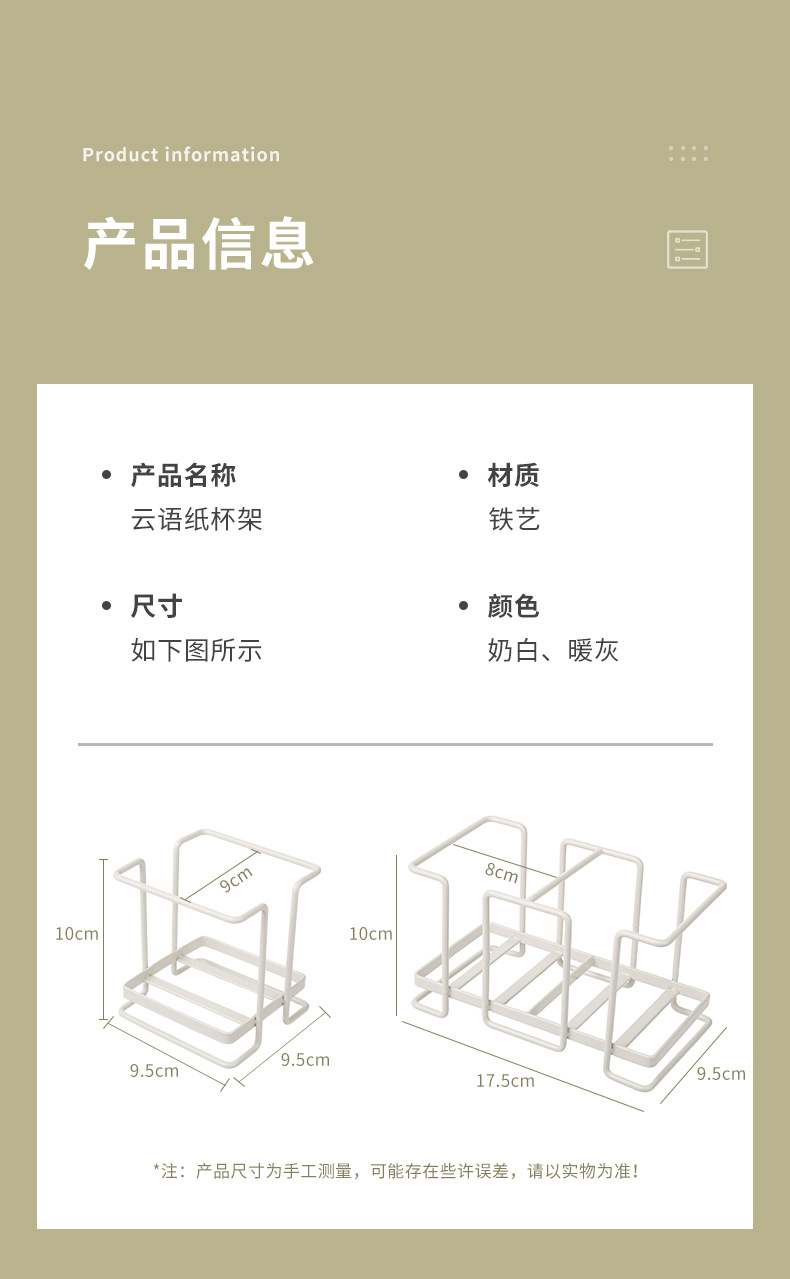 Product information
产品信息
产品名称
云语纸杯架
材质
铁艺
尺寸
如下图所示
颜色
奶白、暖灰
9cm
10cm
9.5cm
9.5cm
8cm
10cm
17.5cm
9.5cm
*注：产品尺寸为手工测量，可能存在些许误差，请以实物为准！